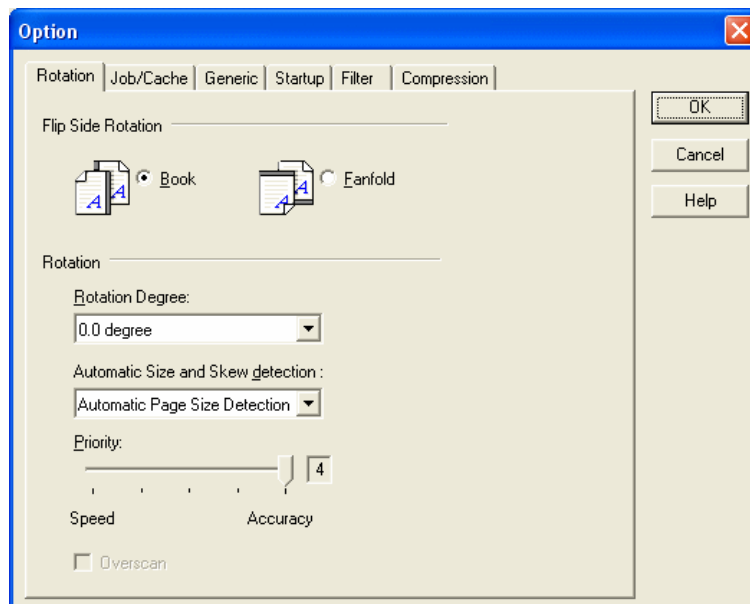 Option
Rotation Job/Cache Generic Startup Filter Compression
OK
Cancel
Help
Flip Side Rotation
A A Book A A Fanfold
Rotation
Rotation Degree:
0.0 degree
Automatic Size and Skew detection :
Automatic Page Size Detection
Priority:
4
Speed Accuracy
Overscan